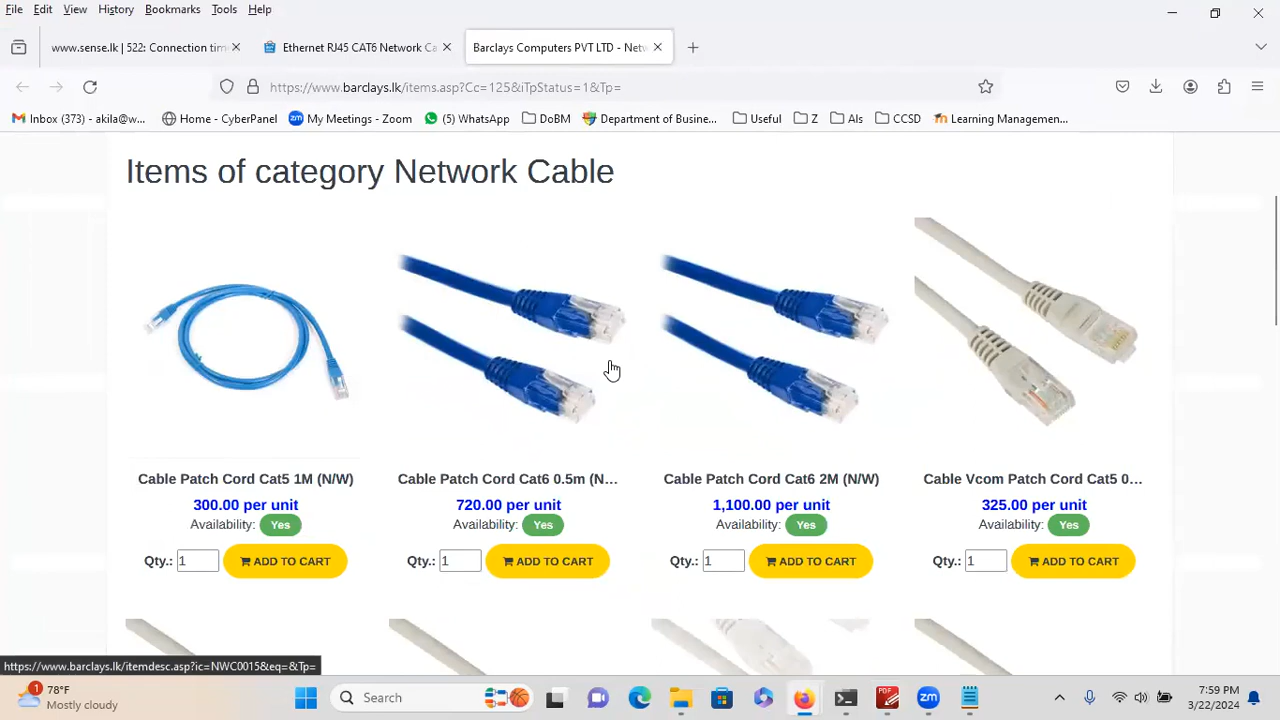 File Edit View History Bookmarks Tools Help
www.sense.lk | 522: Connection tim
Ethernet RJ45 CAT6 Network Ca
Barclays Computers PVT LTD - Netw
https://www.barclays.lk/items.asp?Cc=125&iTpStatus=1&Tp=
Inbox (373) - akila@w... Home - CyberPanel My Meetings - Zoom (5) WhatsApp DoBM Department of Busine... Useful Z AIs CCSD Learning Managemen...
Items of category Network Cable
Cable Patch Cord Cat5 1M (N/W)
300.00 per unit
Availability: Yes
Qty.: 1 ADD TO CART
Cable Patch Cord Cat6 0.5m (N...
720.00 per unit
Availability: Yes
Qty.: 1 ADD TO CART
Cable Patch Cord Cat6 2M (N/W)
1,100.00 per unit
Availability: Yes
Qty.: 1 ADD TO CART
Cable Vcom Patch Cord Cat5 0...
325.00 per unit
Availability: Yes
Qty.: 1 ADD TO CART
https://www.barclays.lk/itemdesc.asp?ic=NWC0015&eq=&Tp=
1
78°F
Mostly cloudy
Search
PDF
zm
7:59 PM
3/22/2024